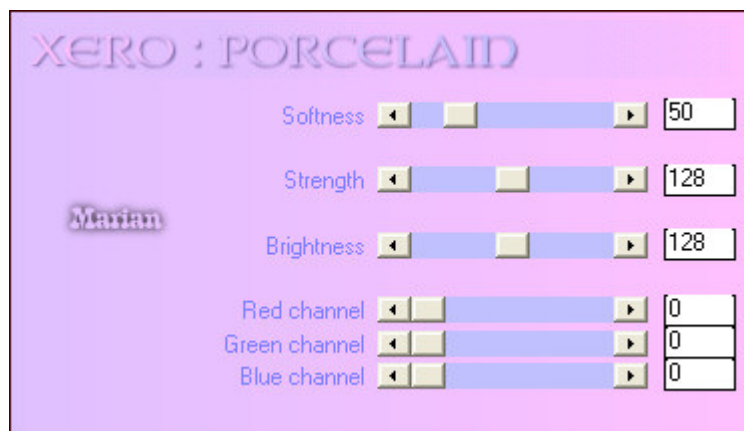 XERO : PORCELAIN
Softness 50
Strength 128
Marian
Brightness 128
Red channel 0
Green channel 0
Blue channel 0